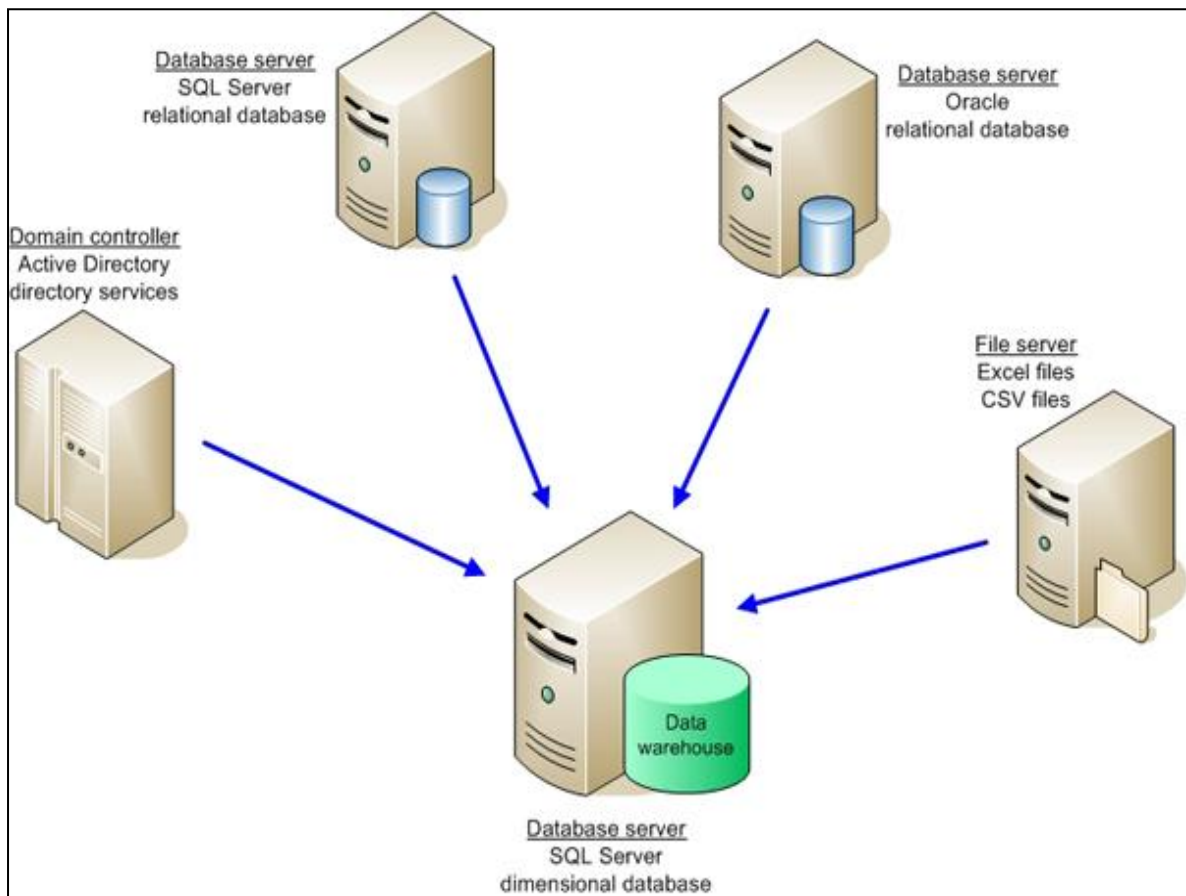 Database server
SQL Server
relational database
Database server
Oracle
relational database
Domain controller
Active Directory
directory services
File server
Excel files
CSV files
Data
warehouse
Database server
SQL Server
dimensional database